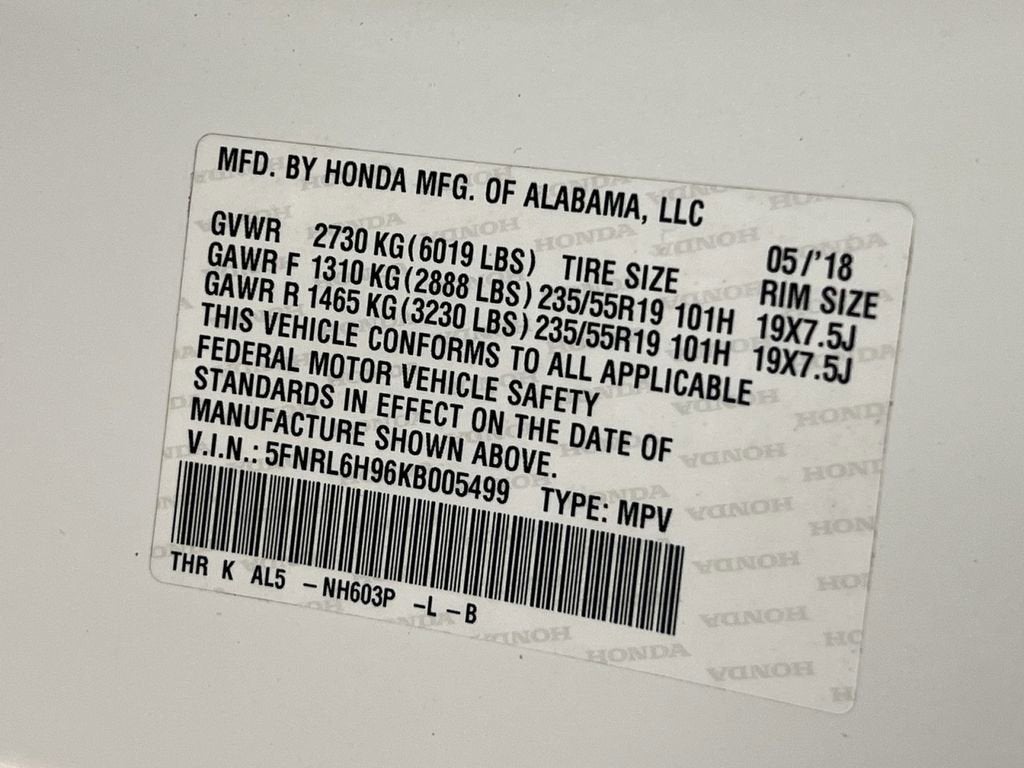 MFD. BY HONDA MFG. OF ALABAMA, LLC
05/'18
GVWR 2730 KG(6019 LBS) TIRE SIZE RIM SIZE
GAWR F 1310 KG(2888 LBS) 235/55R19 101H 19X7.5J
GAWR R 1465 KG(3230 LBS) 235/55R19 101H 19X7.5J
THIS VEHICLE CONFORMS TO ALL APPLICABLE
FEDERAL MOTOR VEHICLE SAFETY
STANDARDS IN EFFECT ON THE DATE OF
MANUFACTURE SHOWN ABOVE.
V.I.N.: 5FNRL6H96KB005499 TYPE: MPV
THR K AL5 -NH603P -L -B